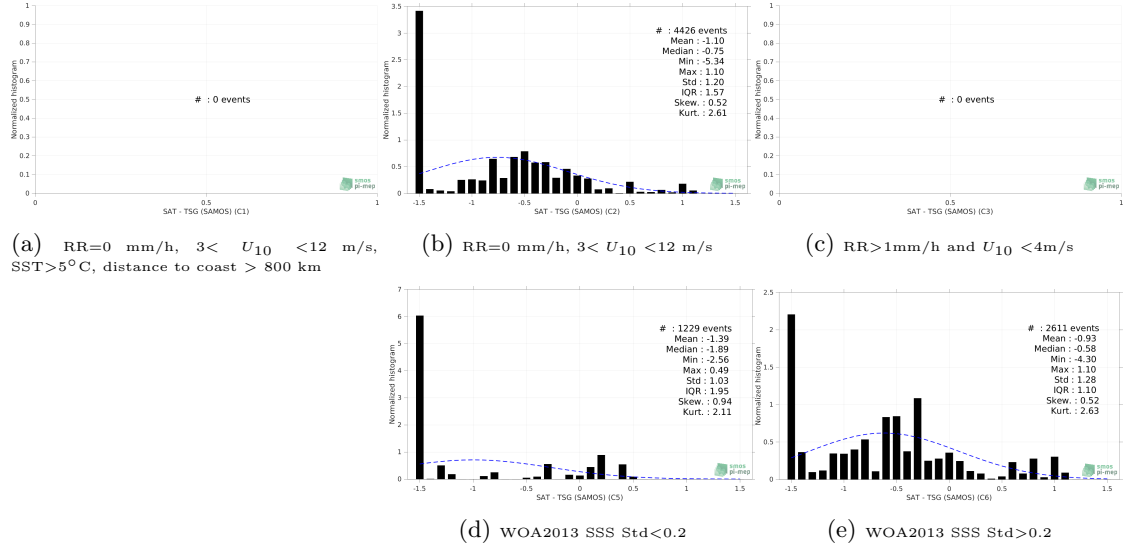 1
0.9
0.8
0.7
0.6
0.5
0.4
0.3
0.2
0.1
0
Normalized histogram
# : 0 events
smos
pi-mep
0 0.5 1
SAT - TSG (SAMOS) (C1)
(a) RR=0 mm/h, 3< U10 <12 m/s,
SST>5°C, distance to coast > 800 km
3.5
3
2.5
2
1.5
1
0.5
0
Normalized histogram
# : 4426 events
Mean : -1.10
Median : -0.75
Min : -5.34
Max : 1.10
Std : 1.20
IQR : 1.57
Skew. : 0.52
Kurt. : 2.61
smos
pi-mep
-1.5 -1 -0.5 0 0.5 1 1.5
SAT - TSG (SAMOS) (C2)
(b) RR=0 mm/h, 3< U10 <12 m/s
1
0.9
0.8
0.7
0.6
0.5
0.4
0.3
0.2
0.1
0
Normalized histogram
# : 0 events
smos
pi-mep
0 0.5 1
SAT - TSG (SAMOS) (C3)
(c) RR>1mm/h and U10 <4m/s
7
6
5
4
3
2
1
0
Normalized histogram
# : 1229 events
Mean : -1.39
Median : -1.89
Min : -2.56
Max : 0.49
Std : 1.03
IQR : 1.95
Skew. : 0.94
Kurt. : 2.11
smos
pi-mep
-1.5 -1 -0.5 0 0.5 1 1.5
SAT - TSG (SAMOS) (C5)
(d) WOA2013 SSS Std<0.2
2.5
2
1.5
1
0.5
0
Normalized histogram
# : 2611 events
Mean : -0.93
Median : -0.58
Min : -4.30
Max : 1.10
Std : 1.28
IQR : 1.10
Skew. : 0.52
Kurt. : 2.63
smos
pi-mep
-1.5 -1 -0.5 0 0.5 1 1.5
SAT - TSG (SAMOS) (C6)
(e) WOA2013 SSS Std>0.2